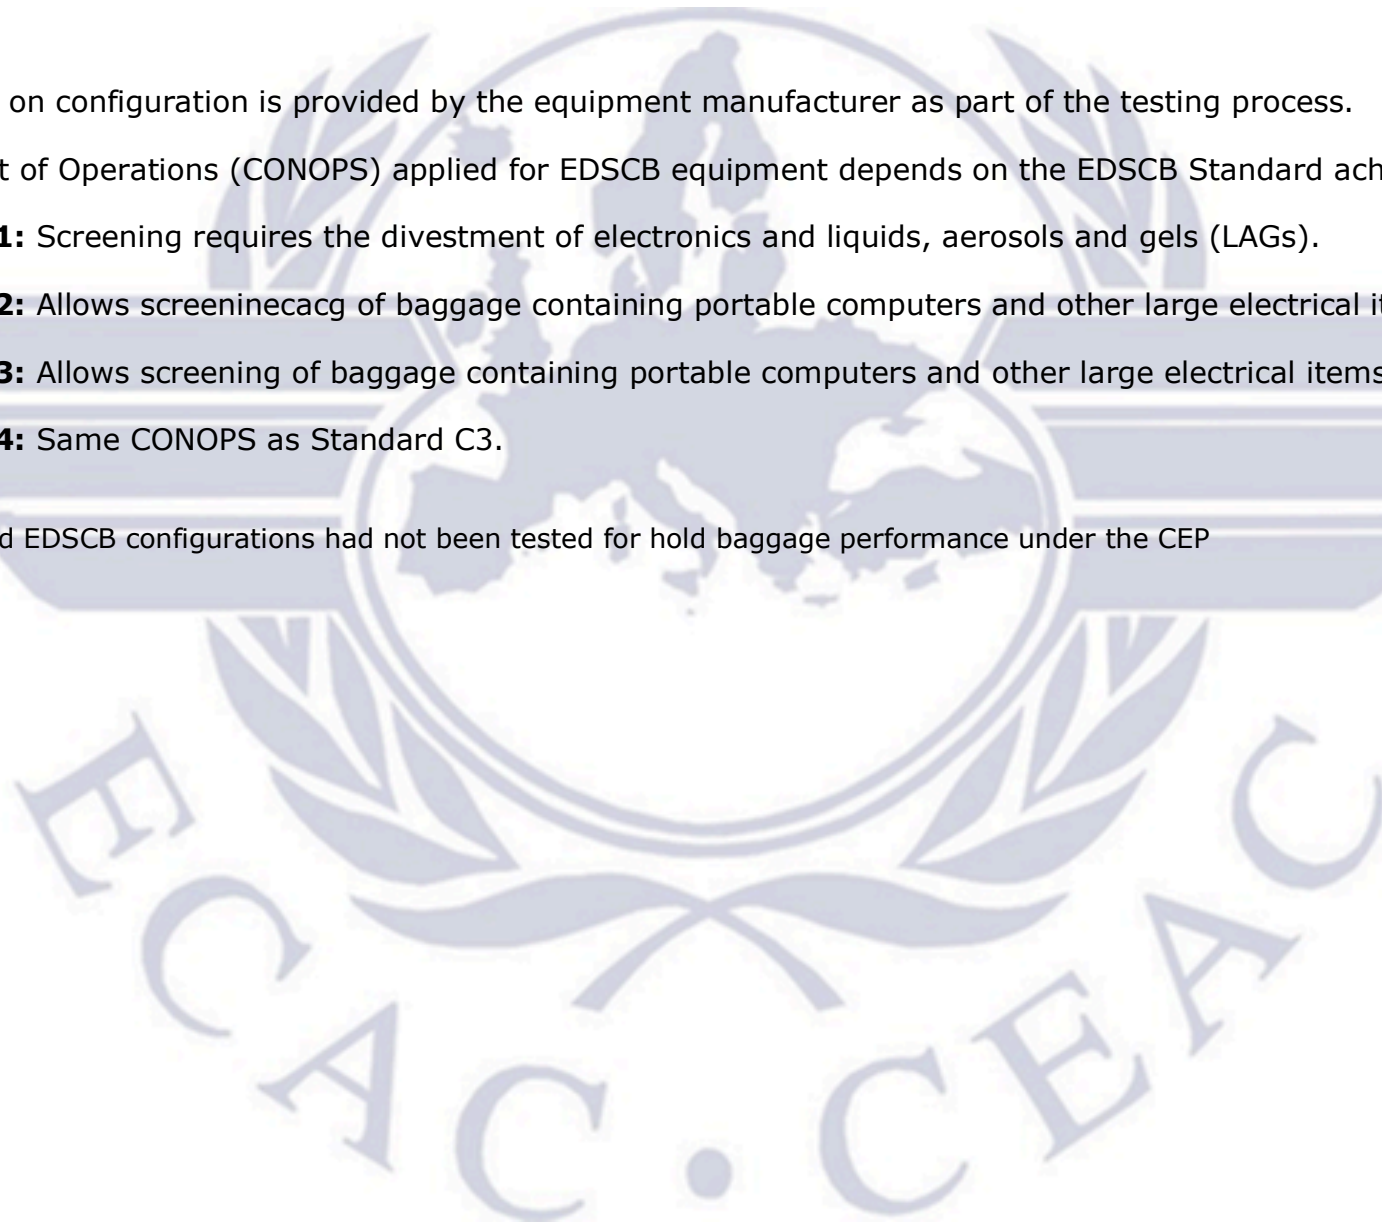 on configuration is provided by the equipment manufacturer as part of the testing process.
t of Operations (CONOPS) applied for EDSCB equipment depends on the EDSCB Standard ach
1: Screening requires the divestment of electronics and liquids, aerosols and gels (LAGs).
2: Allows screeninecacg of baggage containing portable computers and other large electrical it
3: Allows screening of baggage containing portable computers and other large electrical items
4: Same CONOPS as Standard C3.
d EDSCB configurations had not been tested for hold baggage performance under the CEP
ECAC • CEAC